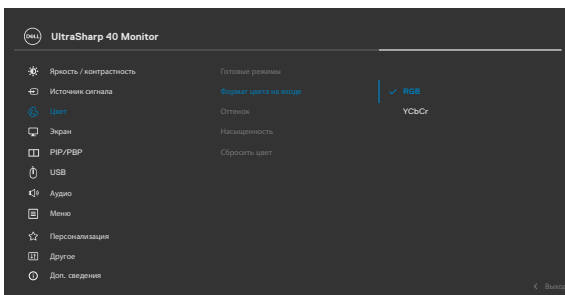 DELL UltraSharp 40 Monitor
Яркость / контрастность Готовые режимы
Источник сигнала Формат цвета на входе RGB
Цвет Оттенок YCbCr
Экран Насыщенность
PIP/PBP Сбросить цвет
USB
Аудио
Меню
Персонализация
Другое
Доп. сведения
Выход